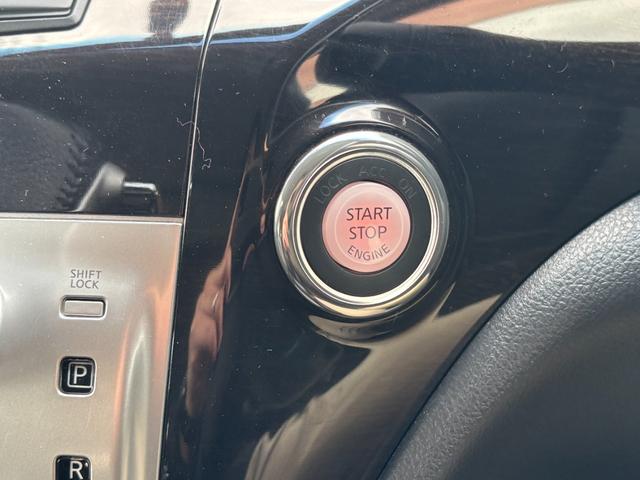 LOCK ACC ON
START
STOP
ENGINE
SHIFT
LOCK
P
R